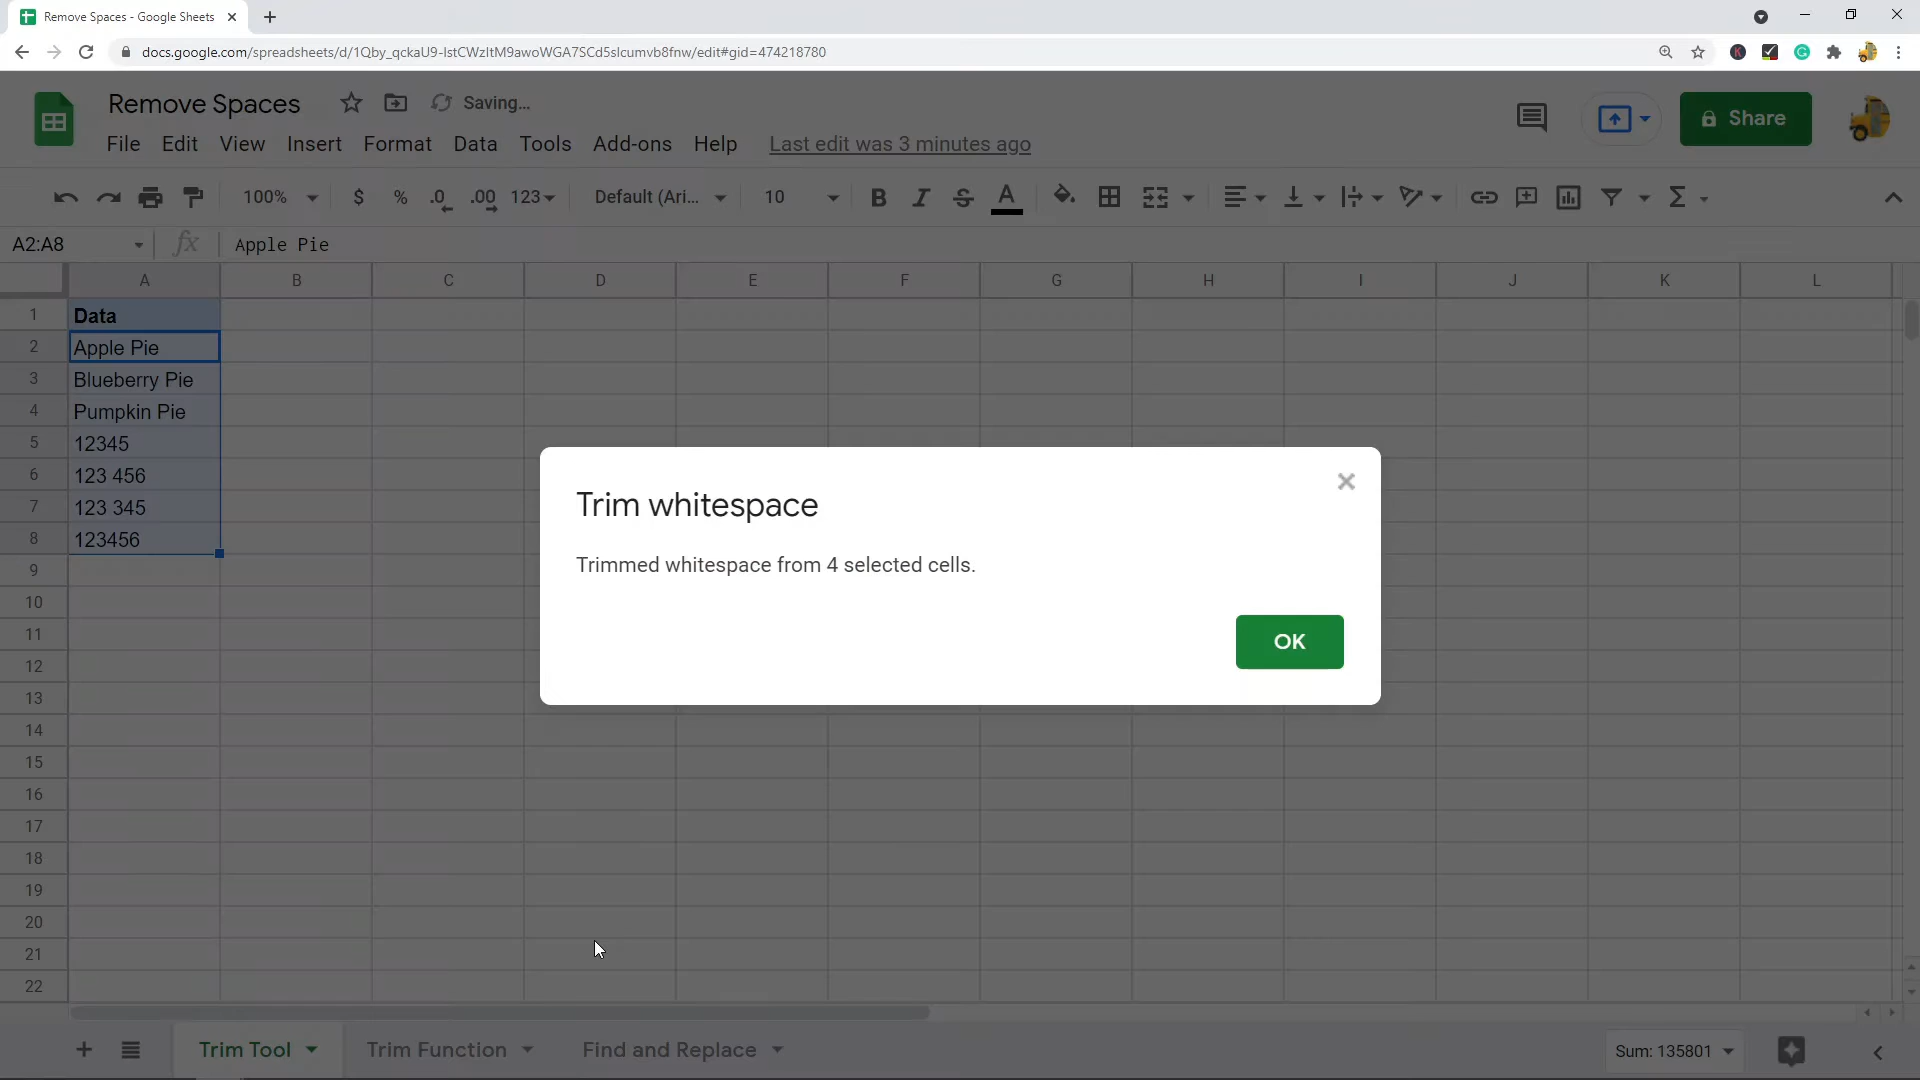 Remove Spaces - Google Sheets
docs.google.com/spreadsheets/d/1Qby_qckaU9-lstCWzltM9awoWGA7SCd5slcumvb8fnw/edit#gid=474218780
Remove Spaces Saving...
File Edit View Insert Format Data Tools Add-ons Help Last edit was 3 minutes ago
Share
100% $ % .0 .00 123 Default (Ari... 10 B I S A Σ
A2:A8 fx Apple Pie
A B C D E F G H I J K L
1 Data
2 Apple Pie
3 Blueberry Pie
4 Pumpkin Pie
5 12345
6 123 456
7 123 345
8 123456
9
10
11
12
13
14
15
16
17
18
19
20
21
22
Trim whitespace
Trimmed whitespace from 4 selected cells.
OK
Trim Tool Trim Function Find and Replace Sum: 135801